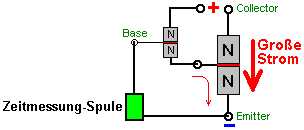 +
Collector
Base
N
N
N
N
Große
Strom
Zeitmessung-Spule
Emitter
–